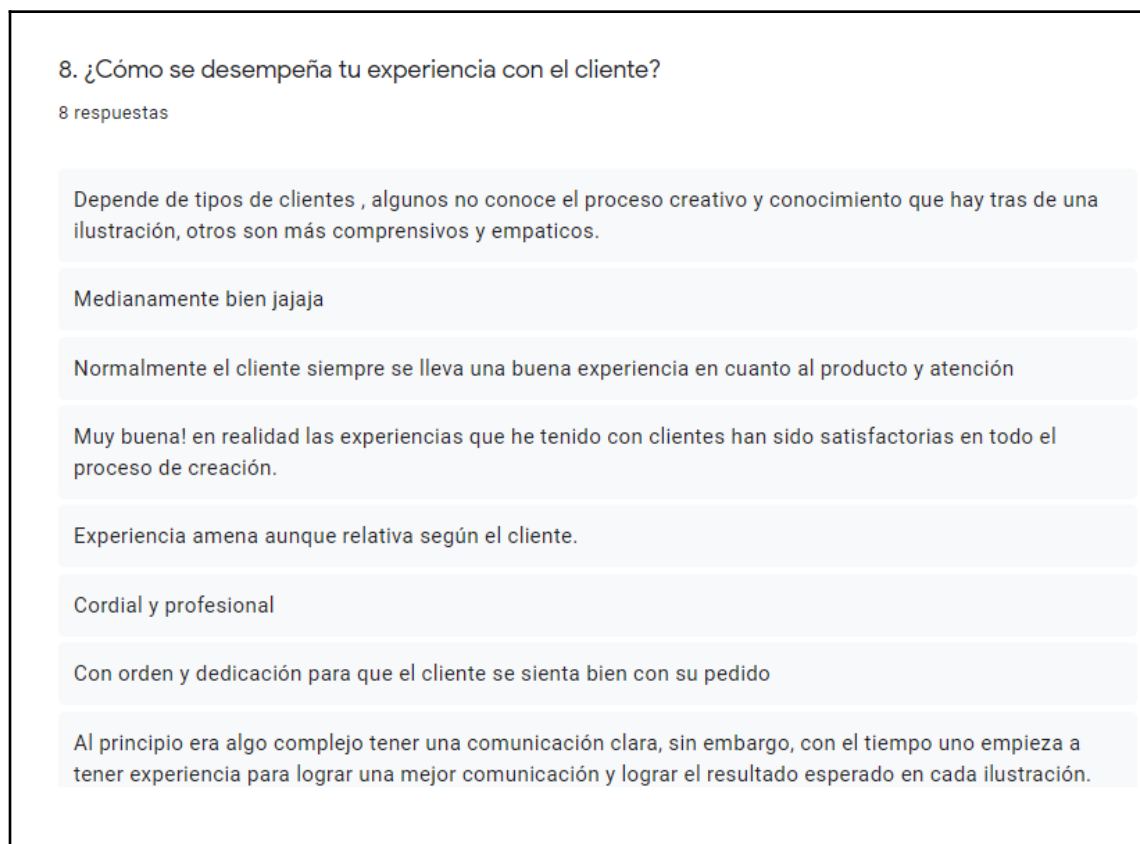 8. ¿Cómo se desempeña tu experiencia con el cliente?
8 respuestas
Depende de tipos de clientes , algunos no conoce el proceso creativo y conocimiento que hay tras de una
ilustración, otros son más comprensivos y empaticos.
Medianamente bien jajaja
Normalmente el cliente siempre se lleva una buena experiencia en cuanto al producto y atención
Muy buena! en realidad las experiencias que he tenido con clientes han sido satisfactorias en todo el
proceso de creación.
Experiencia amena aunque relativa según el cliente.
Cordial y profesional
Con orden y dedicación para que el cliente se sienta bien con su pedido
Al principio era algo complejo tener una comunicación clara, sin embargo, con el tiempo uno empieza a
tener experiencia para lograr una mejor comunicación y lograr el resultado esperado en cada ilustración.